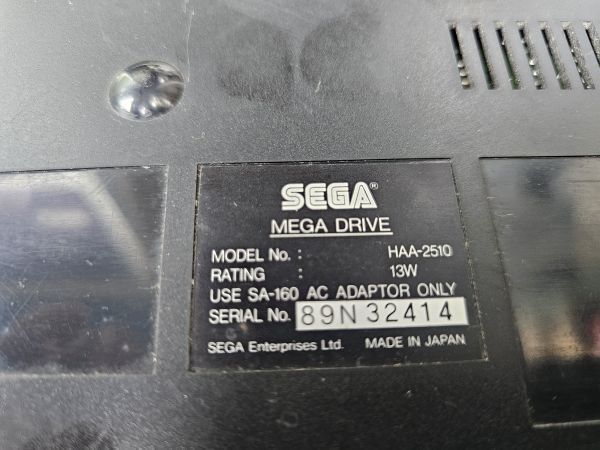 SEGA®
MEGA DRIVE
MODEL No. : HAA-2510
RATING : 13W
USE SA-160 AC ADAPTOR ONLY
SERIAL No. 89N32414
SEGA Enterprises Ltd. MADE IN JAPAN